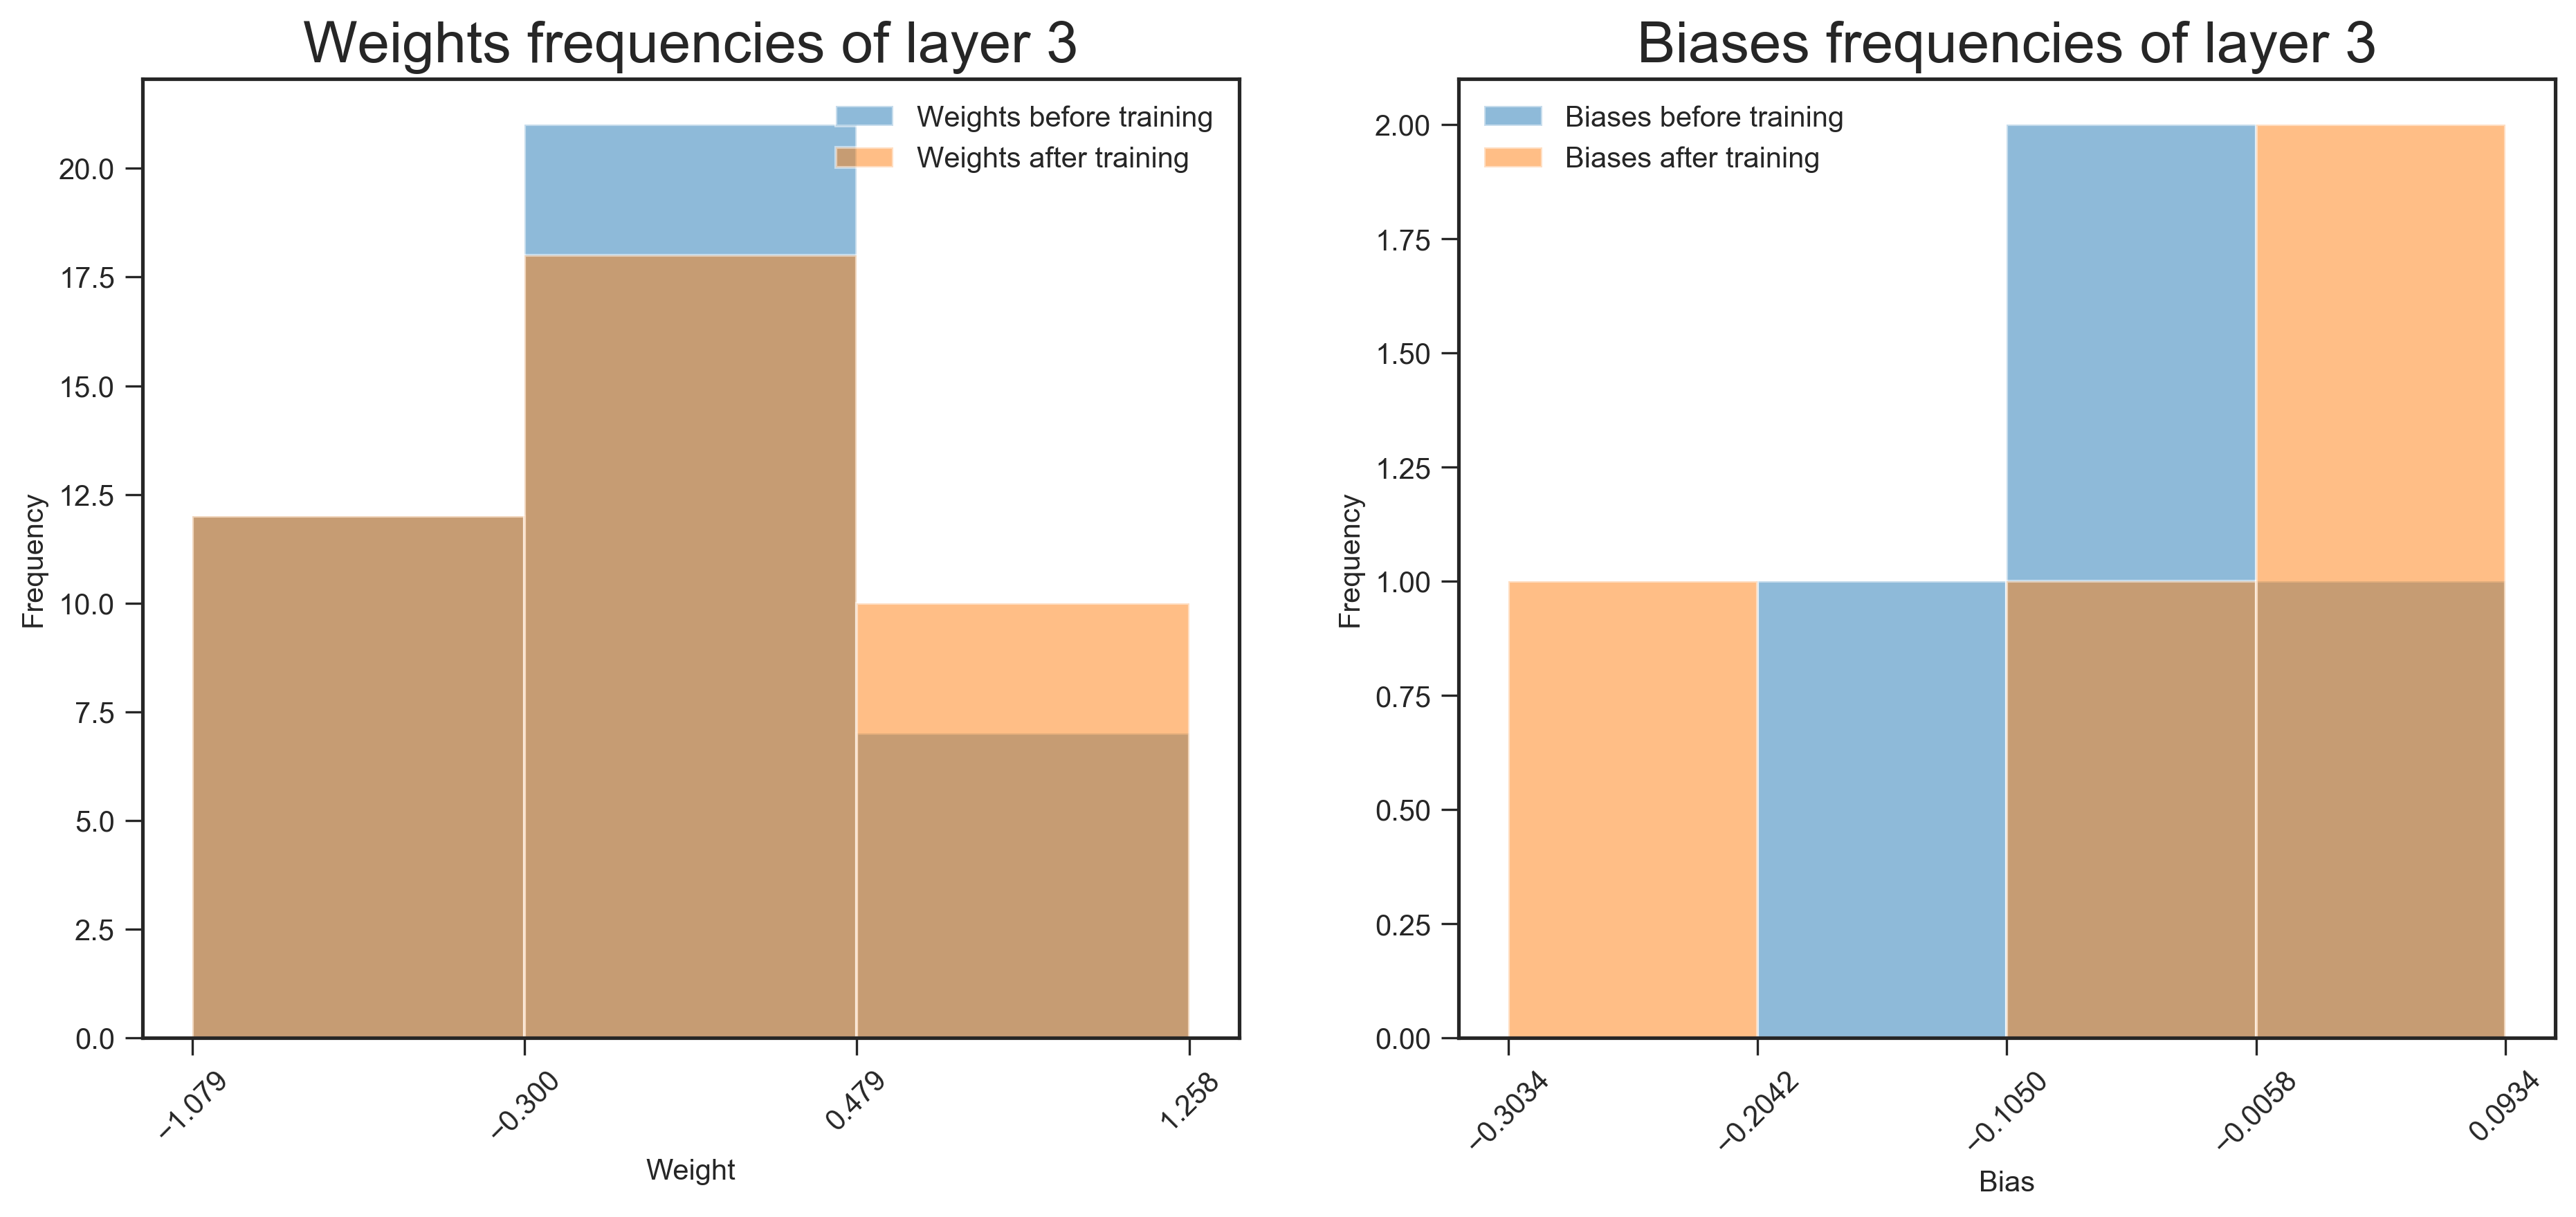 Weights frequencies of layer 3
Weights before training
Weights after training
20.0
17.5
15.0
12.5
10.0
7.5
5.0
2.5
0.0
Frequency
−1.079
−0.300
0.479
1.258
Weight
Biases frequencies of layer 3
Biases before training
Biases after training
2.00
1.75
1.50
1.25
1.00
0.75
0.50
0.25
0.00
Frequency
−0.3034
−0.2042
−0.1050
−0.0058
0.0934
Bias